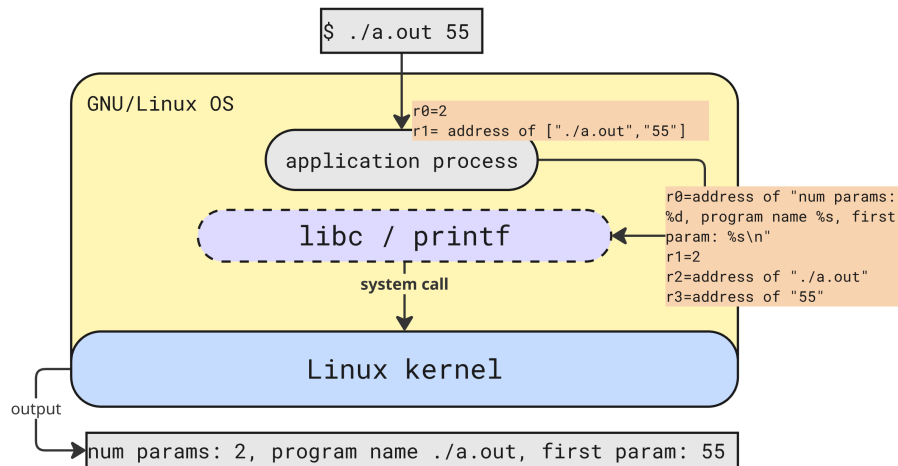 $ ./a.out 55
GNU/Linux OS
r0=2
r1= address of ["./a.out","55"]
application process
r0=address of "num params:
%d, program name %s, first
param: %s\n"
r1=2
r2=address of "./a.out"
r3=address of "55"
libc / printf
system call
Linux kernel
output
num params: 2, program name ./a.out, first param: 55